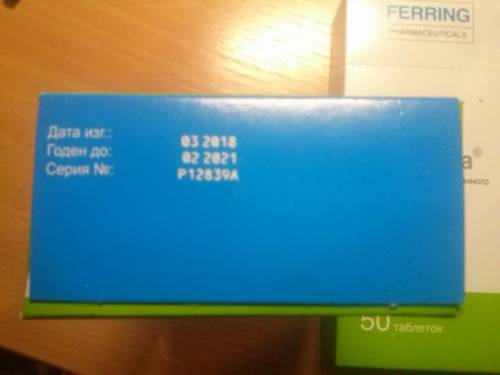 FERRING
PHARMACEUTICALS
Дата изг.: 03 2018
Годен до: 02 2021
Серия №: P12839A
а®
50 таблеток